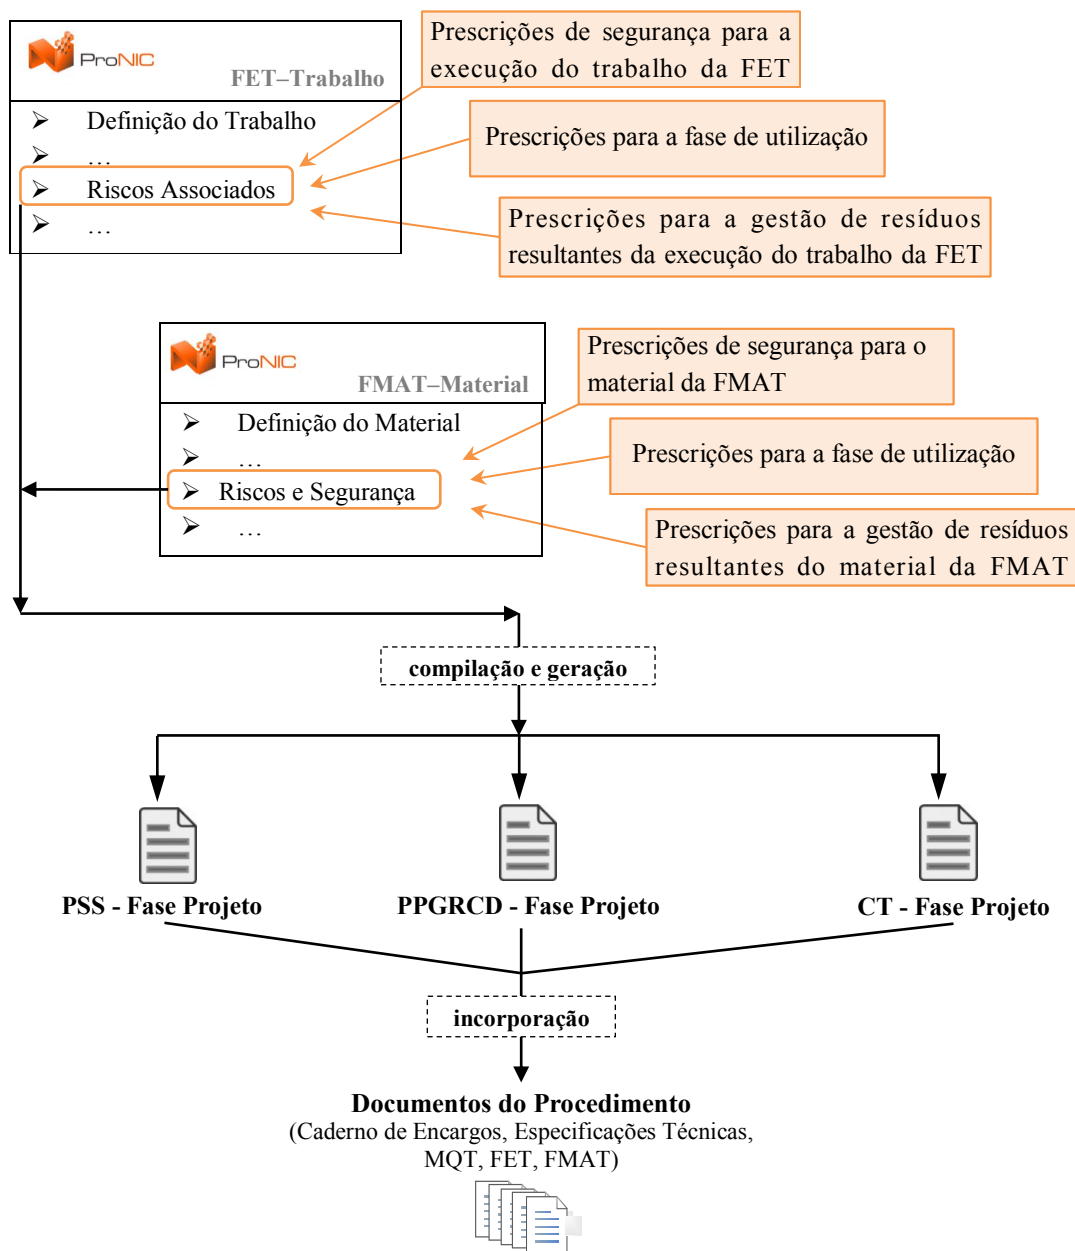 ProNIC
FET–Trabalho
➢ Definição do Trabalho
➢ …
➢ Riscos Associados
➢ …
Prescrições de segurança para a
execução do trabalho da FET
Prescrições para a fase de utilização
Prescrições para a gestão de resíduos
resultantes da execução do trabalho da FET
ProNIC
FMAT–Material
➢ Definição do Material
➢ …
➢ Riscos e Segurança
➢ …
Prescrições de segurança para o
material da FMAT
Prescrições para a fase de utilização
Prescrições para a gestão de resíduos
resultantes do material da FMAT
compilação e geração
PSS - Fase Projeto
PPGRCD - Fase Projeto
CT - Fase Projeto
incorporação
Documentos do Procedimento
(Caderno de Encargos, Especificações Técnicas,
MQT, FET, FMAT)